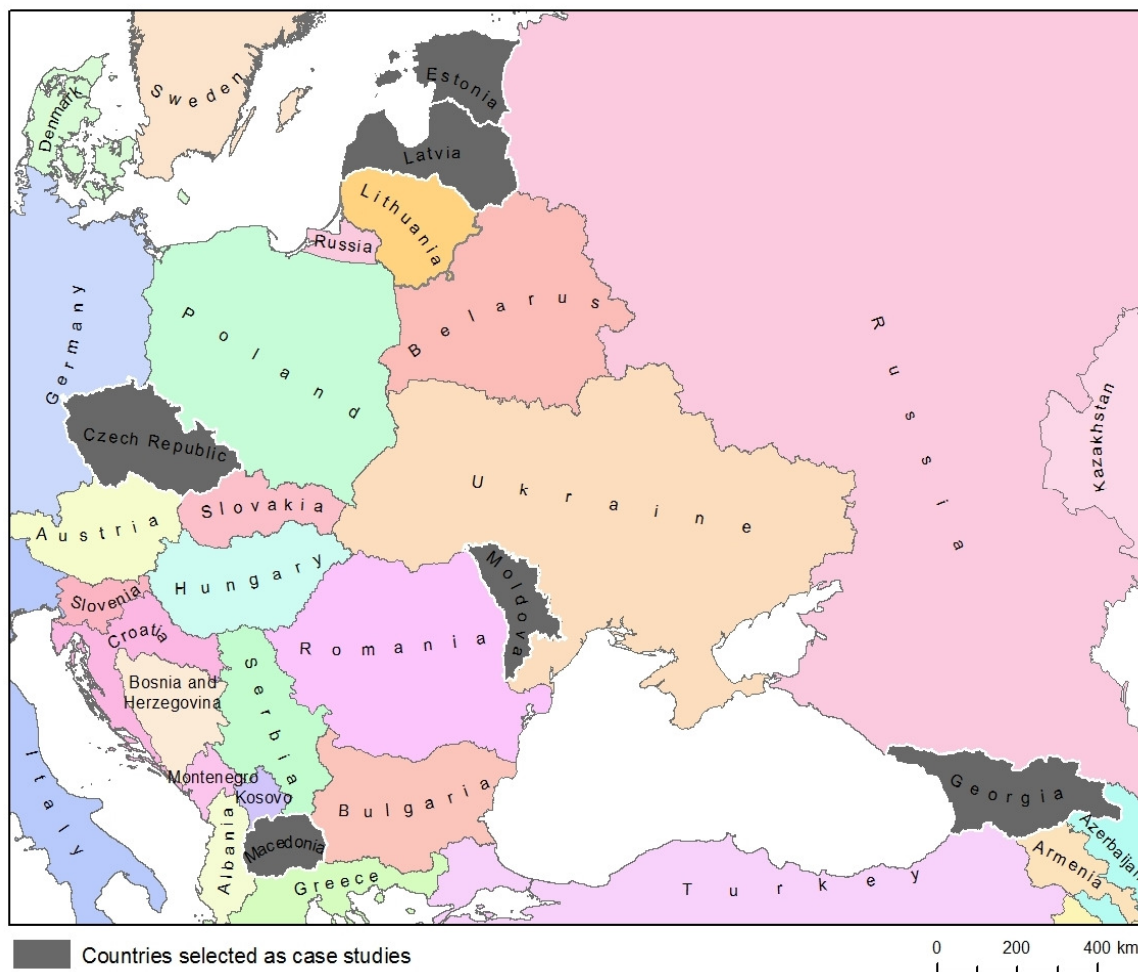 Sweden
Denmark
Estonia
Latvia
Lithuania
Russia
Germany
Poland
Belarus
Russia
Kazakhstan
Czech Republic
Ukraine
Slovakia
Austria
Hungary
Moldova
Slovenia
Croatia
Romania
Serbia
Bosnia and
Herzegovina
Italy
Montenegro
Kosovo
Bulgaria
Georgia
Azerbaijan
Armenia
Albania
Macedonia
Greece
Turkey
Countries selected as case studies
0 200 400 km